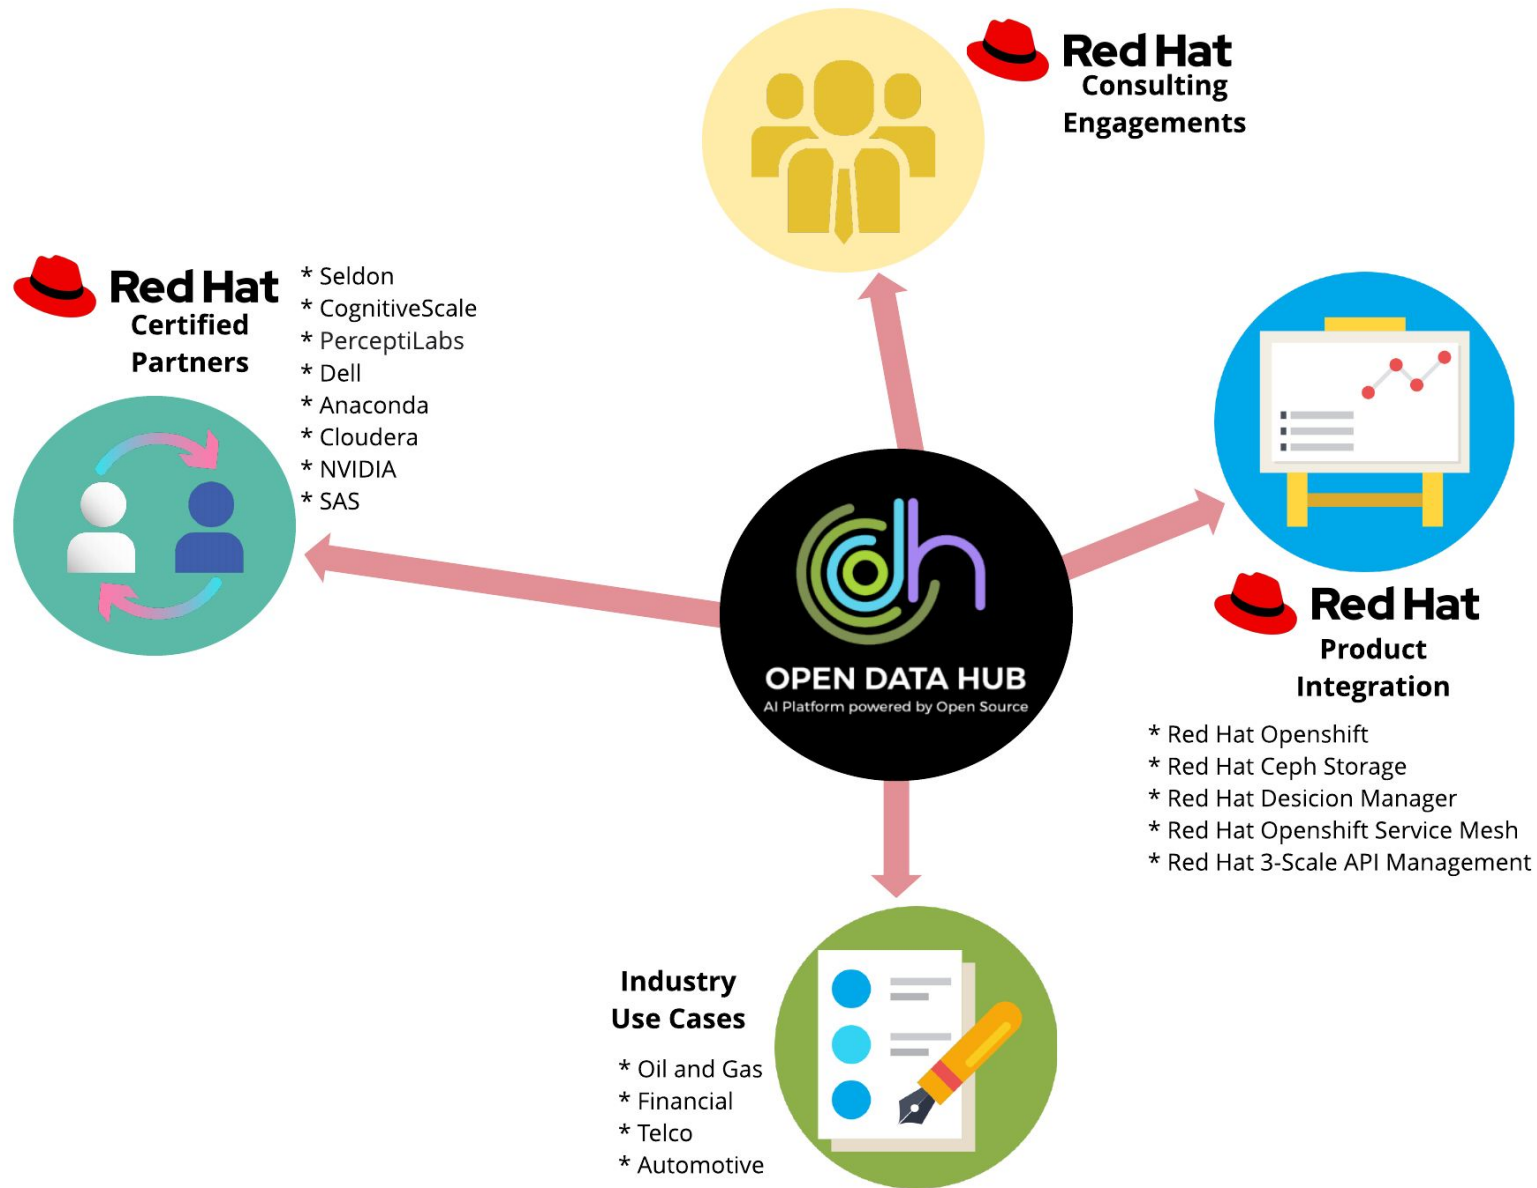 Red Hat
Consulting
Engagements
Red Hat
Certified
Partners
* Seldon
* CognitiveScale
* PerceptiLabs
* Dell
* Anaconda
* Cloudera
* NVIDIA
* SAS
dh
OPEN DATA HUB
AI Platform powered by Open Source
Red Hat
Product
Integration
* Red Hat Openshift
* Red Hat Ceph Storage
* Red Hat Desicion Manager
* Red Hat Openshift Service Mesh
* Red Hat 3-Scale API Management
Industry
Use Cases
* Oil and Gas
* Financial
* Telco
* Automotive